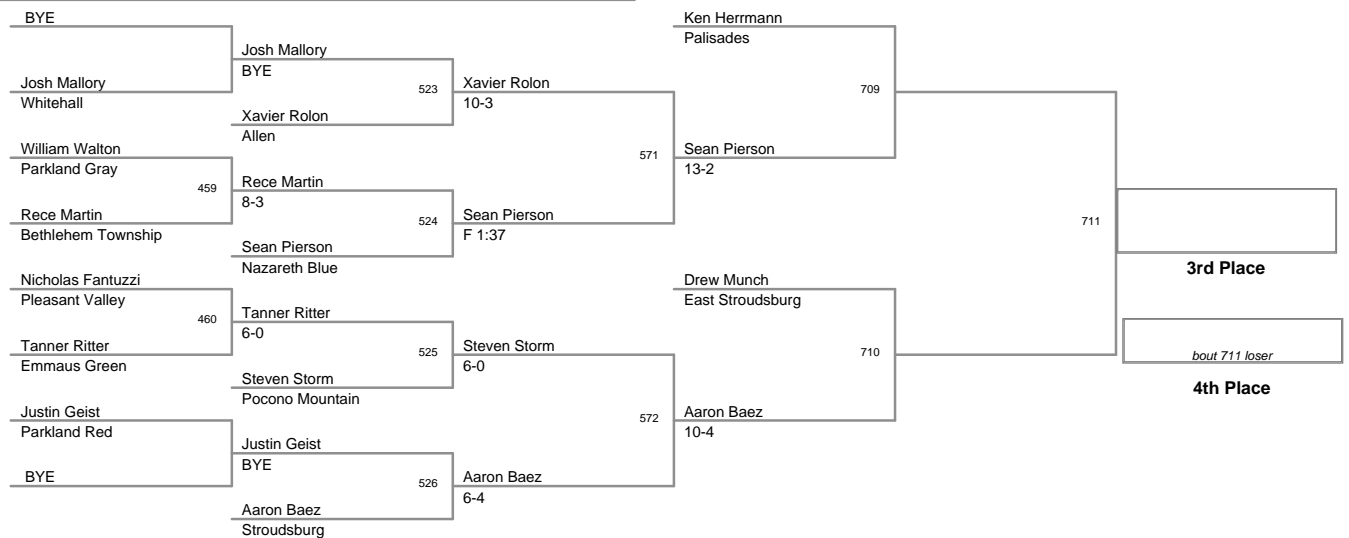 BYE
Josh Mallory
Whitehall
William Walton
Parkland Gray
459
Rece Martin
Bethlehem Township
Nicholas Fantuzzi
Pleasant Valley
460
Tanner Ritter
Emmaus Green
Justin Geist
Parkland Red
BYE
Josh Mallory
BYE
523
Xavier Rolon
Allen
Rece Martin
8-3
524
Sean Pierson
Nazareth Blue
Tanner Ritter
6-0
525
Steven Storm
Pocono Mountain
Justin Geist
BYE
526
Aaron Baez
Stroudsburg
Xavier Rolon
10-3
571
Sean Pierson
F 1:37
Steven Storm
6-0
572
Aaron Baez
6-4
Ken Herrmann
Palisades
709
Sean Pierson
13-2
Drew Munch
East Stroudsburg
710
Aaron Baez
10-4
711
3rd Place
bout 711 loser
4th Place